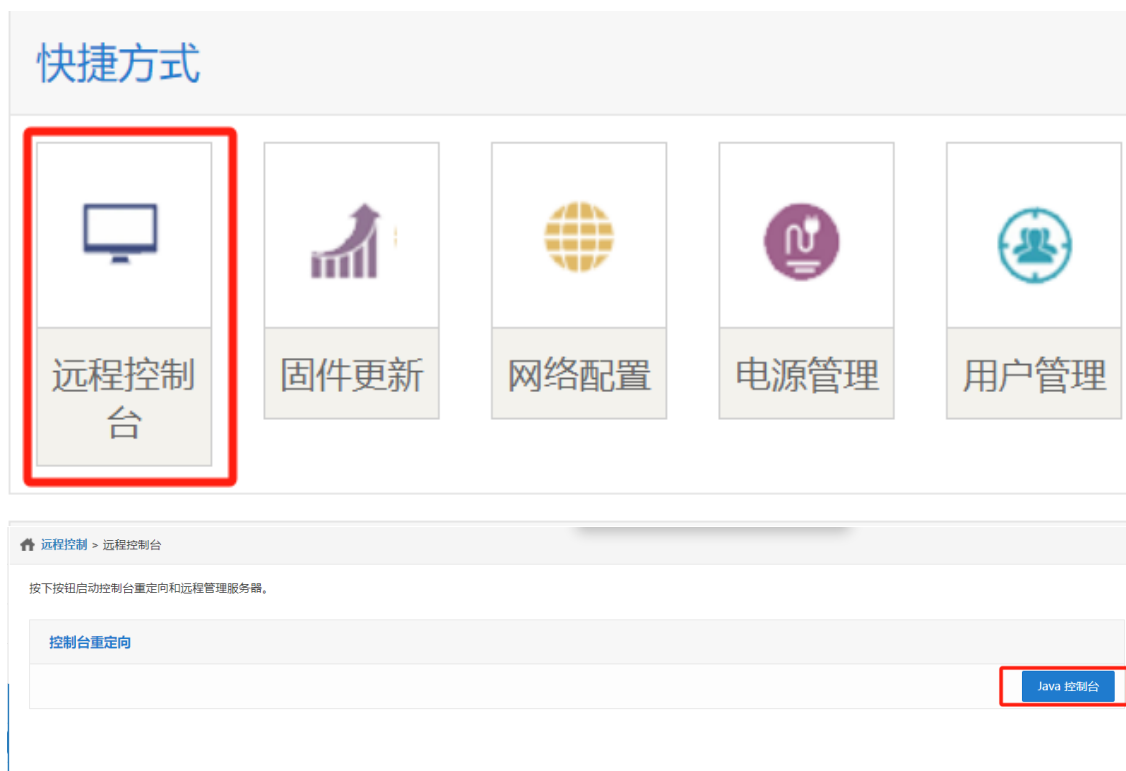 快捷方式
远程控制
台
固件更新
网络配置
电源管理
用户管理
远程控制 > 远程控制台
按下按钮启动控制台重定向和远程管理服务器。
控制台重定向
Java 控制台